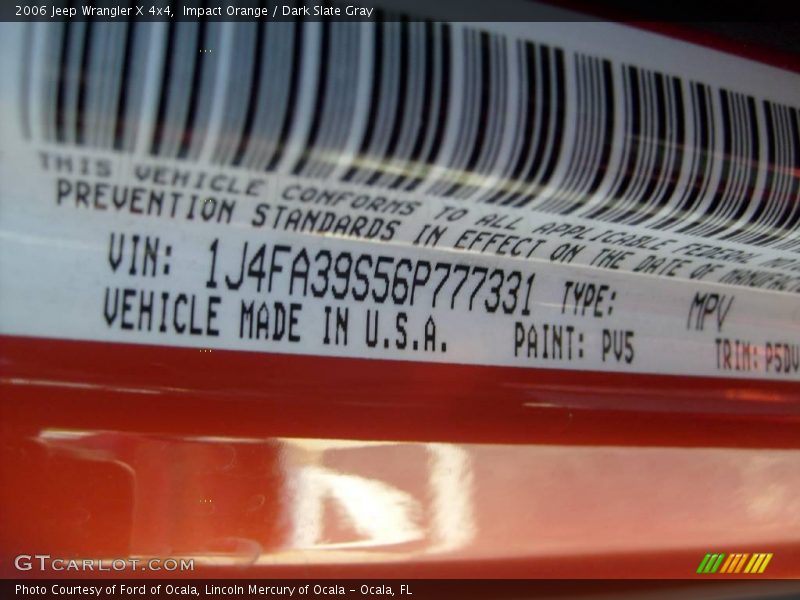 2006 Jeep Wrangler X 4x4, Impact Orange / Dark Slate Gray
THIS VEHICLE CONFORMS TO ALL APPLICABLE FEDERAL
PREVENTION STANDARDS IN EFFECT ON THE DATE OF
VIN: 1J4FA39S56P777331 TYPE: MPV
VEHICLE MADE IN U.S.A. PAINT: PV5 TRIM: P5DV
GTCARLOT.COM
Photo Courtesy of Ford of Ocala, Lincoln Mercury of Ocala - Ocala, FL